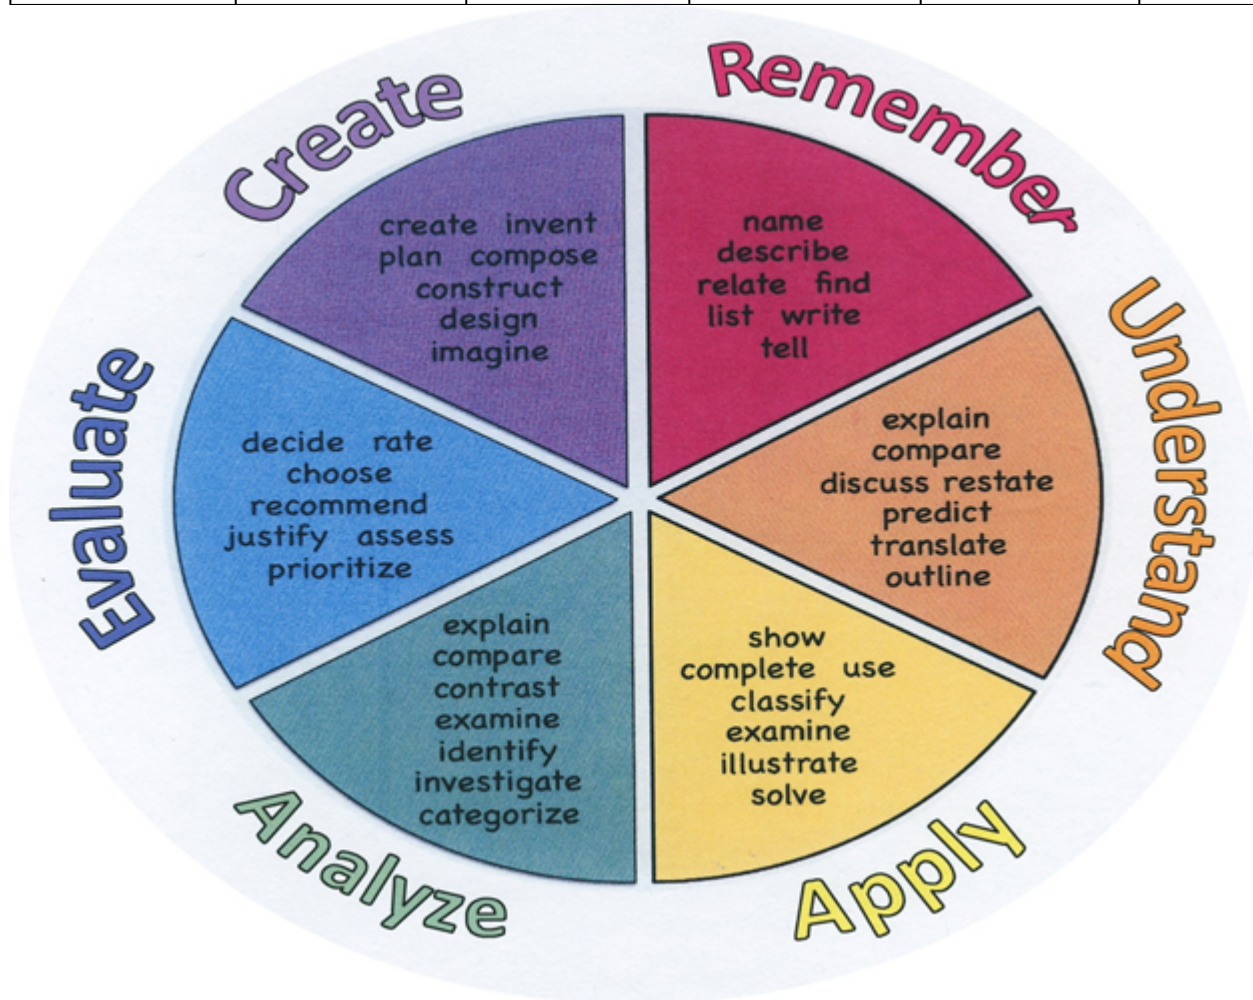 Remember
name
describe
relate find
list write
tell
Understand
explain
compare
discuss restate
predict
translate
outline
Apply
show
complete use
classify
examine
illustrate
solve
Analyze
explain
compare
contrast
examine
identify
investigate
categorize
Evaluate
decide rate
choose
recommend
justify assess
prioritize
Create
create invent
plan compose
construct
design
imagine